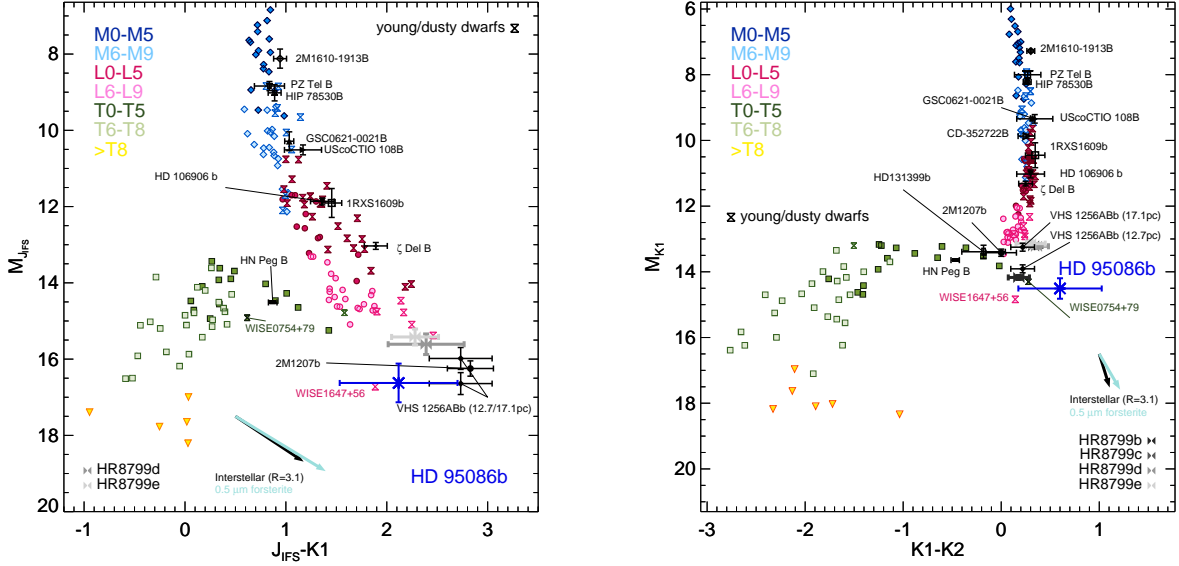 M0-M5
M6-M9
L0-L5
L6-L9
T0-T5
T6-T8
>T8
young/dusty dwarfs
2M1610-1913B
PZ Tel B
HIP 78530B
GSC0621-0021B
UScoCTIO 108B
HD 106906 b
1RXS1609b
ζ Del B
HN Peg B
WISE0754+79
2M1207b
WISE1647+56
VHS 1256ABb (12.7/17.1pc)
HR8799d
HR8799e
Interstellar (R=3.1)
0.5 μm forsterite
HD 95086b
8
10
12
14
16
18
20
M_JIFS
-1
0
1
2
3
J_IFS-K1
M0-M5
M6-M9
L0-L5
L6-L9
T0-T5
T6-T8
>T8
2M1610-1913B
PZ Tel B
HIP 78530B
GSC0621-0021B
UScoCTIO 108B
CD-352722B
1RXS1609b
HD 106906 b
HD131399b
ζ Del B
2M1207b
young/dusty dwarfs
VHS 1256ABb (17.1pc)
VHS 1256ABb (12.7pc)
HN Peg B
HD 95086b
WISE1647+56
WISE0754+79
Interstellar (R=3.1)
0.5 μm forsterite
HR8799b
HR8799c
HR8799d
HR8799e
6
8
10
12
14
16
18
20
M_K1
-3
-2
-1
0
1
K1-K2